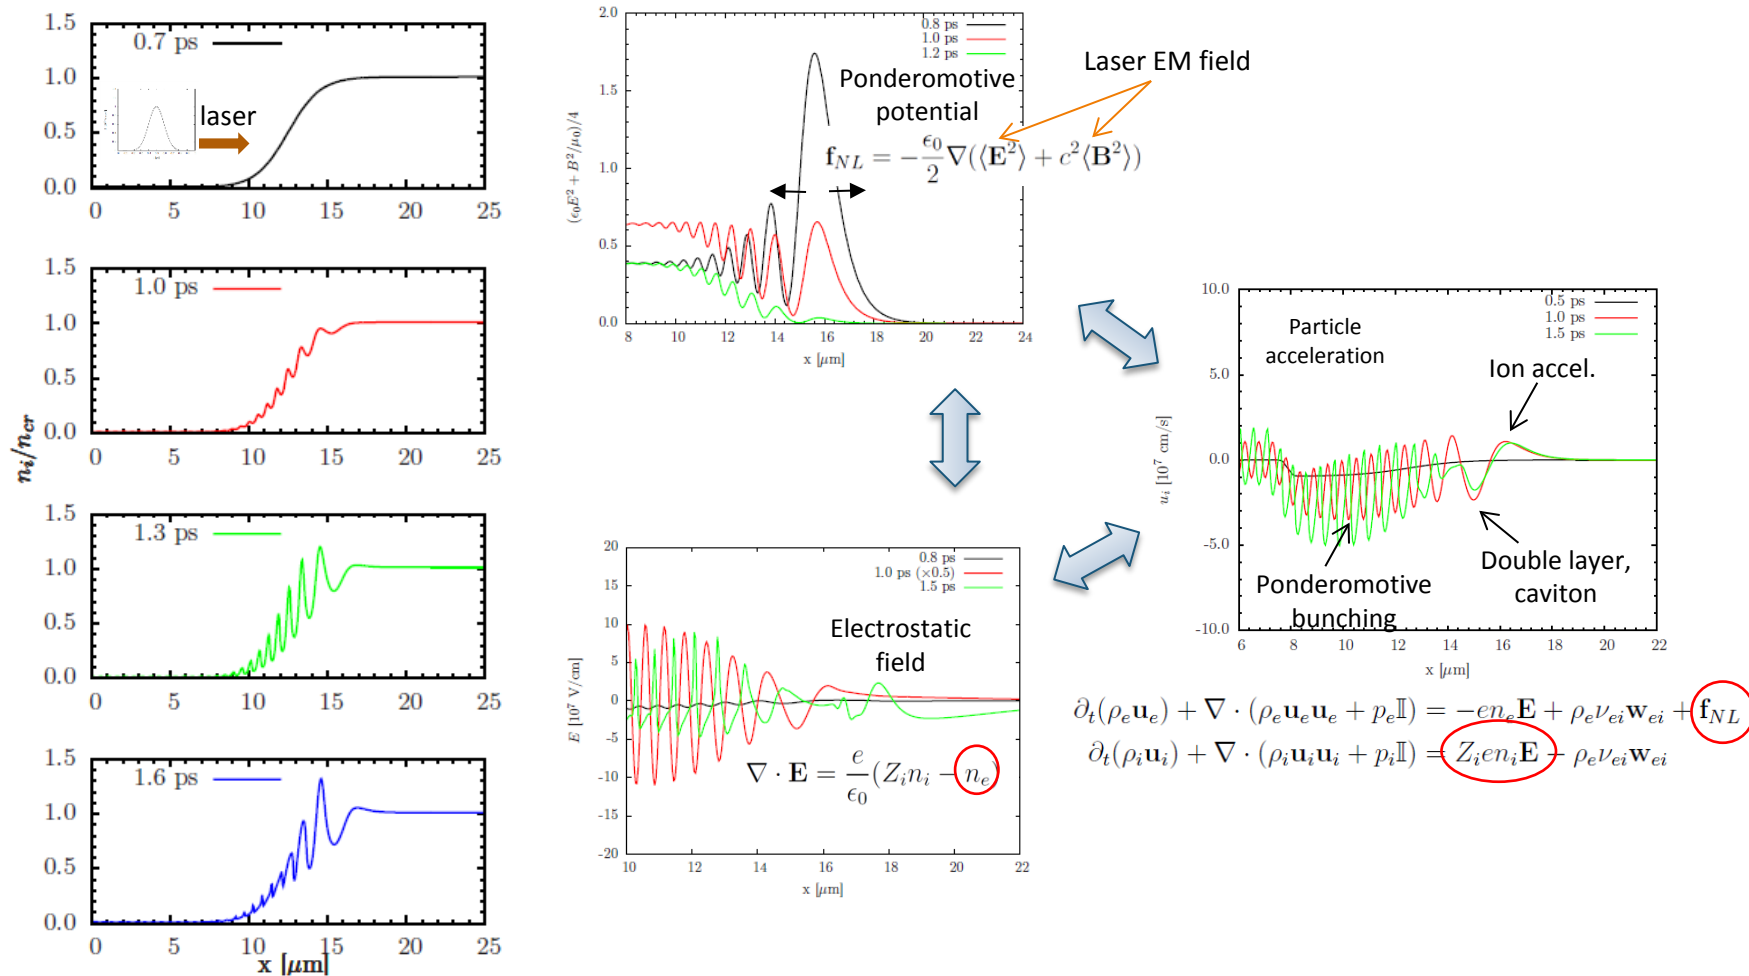 1.5
1.0
0.5
0.0
0.7 ps
laser
0 5 10 15 20 25
1.5
1.0
0.5
0.0
1.0 ps
0 5 10 15 20 25
n_i/n_cr
1.5
1.0
0.5
0.0
1.3 ps
0 5 10 15 20 25
1.5
1.0
0.5
0.0
1.6 ps
0 5 10 15 20 25
x [μm]
2.0
1.5
1.0
0.5
0.0
(ϵ₀E² + B²/μ₀)/4
0.8 ps
1.0 ps
1.2 ps
Ponderomotive
potential
Laser EM field
f_NL = −ϵ₀/2 ∇(⟨E²⟩ + c²⟨B²⟩)
8 10 12 14 16 18 20 22 24
x [μm]
20
15
10
5
0
-5
-10
-15
-20
E [10⁷ V/cm]
0.8 ps
1.0 ps (×0.5)
1.5 ps
Electrostatic
field
∇ · E = e/ϵ₀ (Z_i n_i − n_e)
10 12 14 16 18 20 22
x [μm]
10.0
5.0
0.0
-5.0
-10.0
u_i [10⁷ cm/s]
0.5 ps
1.0 ps
1.5 ps
Particle
acceleration
Ion accel.
Double layer,
caviton
Ponderomotive
bunching
6 8 10 12 14 16 18 20 22
x [μm]
∂_t(ρ_e u_e) + ∇ · (ρ_e u_e u_e + p_e 𝕀) = −e n_e E + ρ_e ν_ei w_ei + f_NL
∂_t(ρ_i u_i) + ∇ · (ρ_i u_i u_i + p_i 𝕀) = Z_i e n_i E − ρ_e ν_ei w_ei